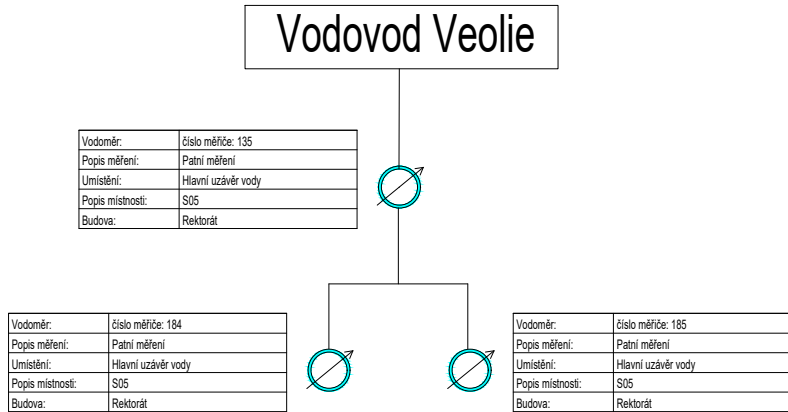 Vodovod Veolie
Vodoměr: číslo měřiče: 135
Popis měření: Patní měření
Umístění: Hlavní uzávěr vody
Popis místnosti: S05
Budova: Rektorát
Vodoměr: číslo měřiče: 184
Popis měření: Patní měření
Umístění: Hlavní uzávěr vody
Popis místnosti: S05
Budova: Rektorát
Vodoměr: číslo měřiče: 185
Popis měření: Patní měření
Umístění: Hlavní uzávěr vody
Popis místnosti: S05
Budova: Rektorát